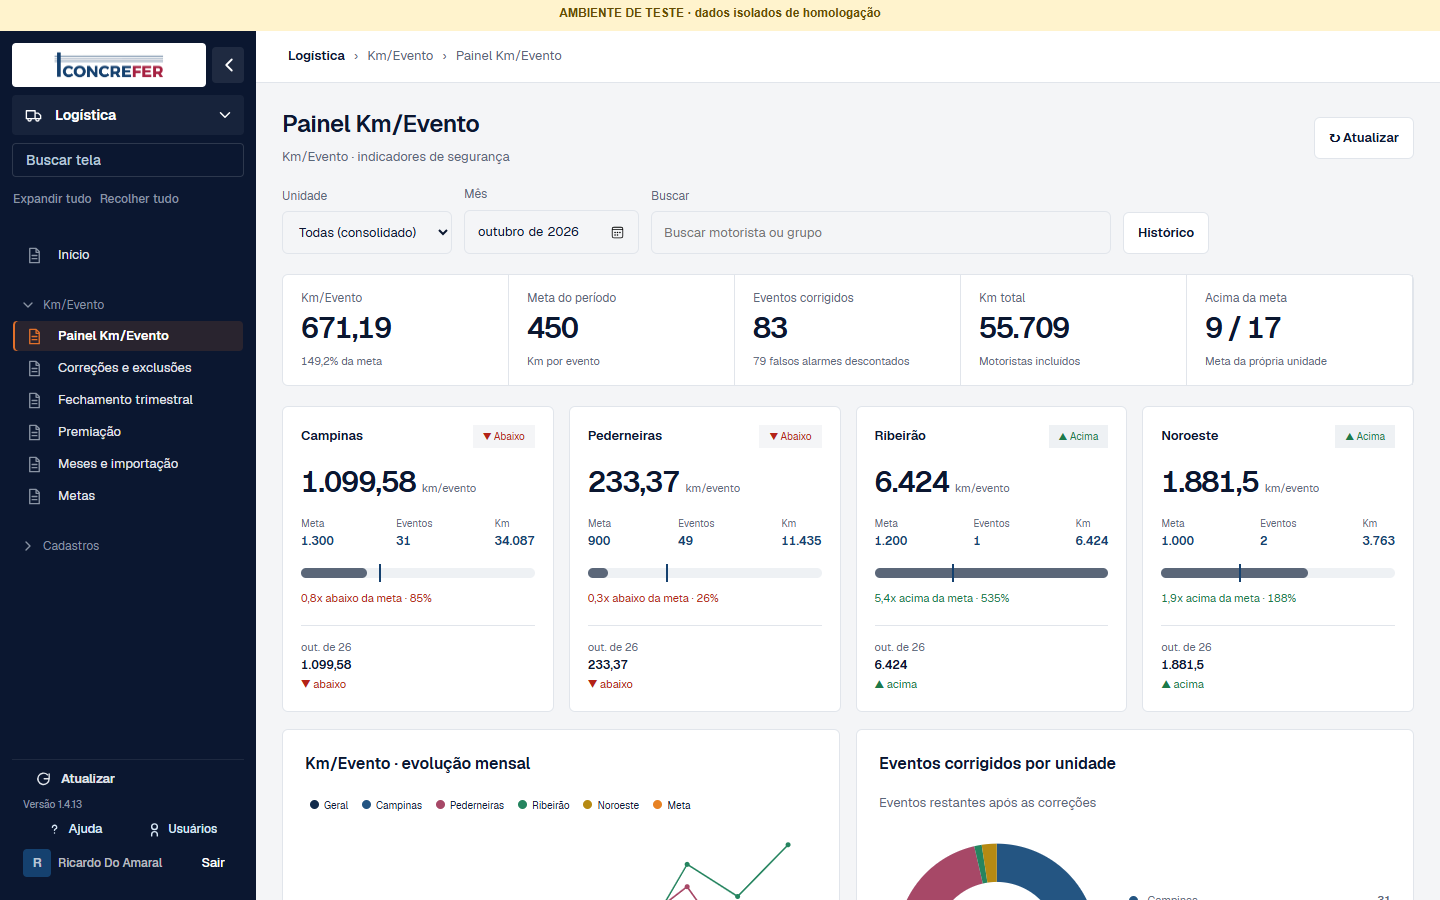 AMBIENTE DE TESTE · dados isolados de homologação
CONCREFER
Logística
Buscar tela
Expandir tudo Recolher tudo
Início
Km/Evento
Painel Km/Evento
Correções e exclusões
Fechamento trimestral
Premiação
Meses e importação
Metas
Cadastros
Atualizar
Versão 1.4.13
? Ajuda Usuários
R Ricardo Do Amaral Sair
Logística › Km/Evento › Painel Km/Evento
Painel Km/Evento
Km/Evento · indicadores de segurança
↻ Atualizar
Unidade Mês Buscar
Todas (consolidado) outubro de 2026 Buscar motorista ou grupo Histórico
Km/Evento Meta do período Eventos corrigidos Km total Acima da meta
671,19 450 83 55.709 9 / 17
149,2% da meta Km por evento 79 falsos alarmes descontados Motoristas incluídos Meta da própria unidade
Campinas ▼ Abaixo
1.099,58 km/evento
Meta Eventos Km
1.300 31 34.087
0,8x abaixo da meta · 85%
out. de 26
1.099,58
▼ abaixo
Pederneiras ▼ Abaixo
233,37 km/evento
Meta Eventos Km
900 49 11.435
0,3x abaixo da meta · 26%
out. de 26
233,37
▼ abaixo
Ribeirão ▲ Acima
6.424 km/evento
Meta Eventos Km
1.200 1 6.424
5,4x acima da meta · 535%
out. de 26
6.424
▲ acima
Noroeste ▲ Acima
1.881,5 km/evento
Meta Eventos Km
1.000 2 3.763
1,9x acima da meta · 188%
out. de 26
1.881,5
▲ acima
Km/Evento · evolução mensal
Geral Campinas Pederneiras Ribeirão Noroeste Meta
Eventos corrigidos por unidade
Eventos restantes após as correções
Campinas 31